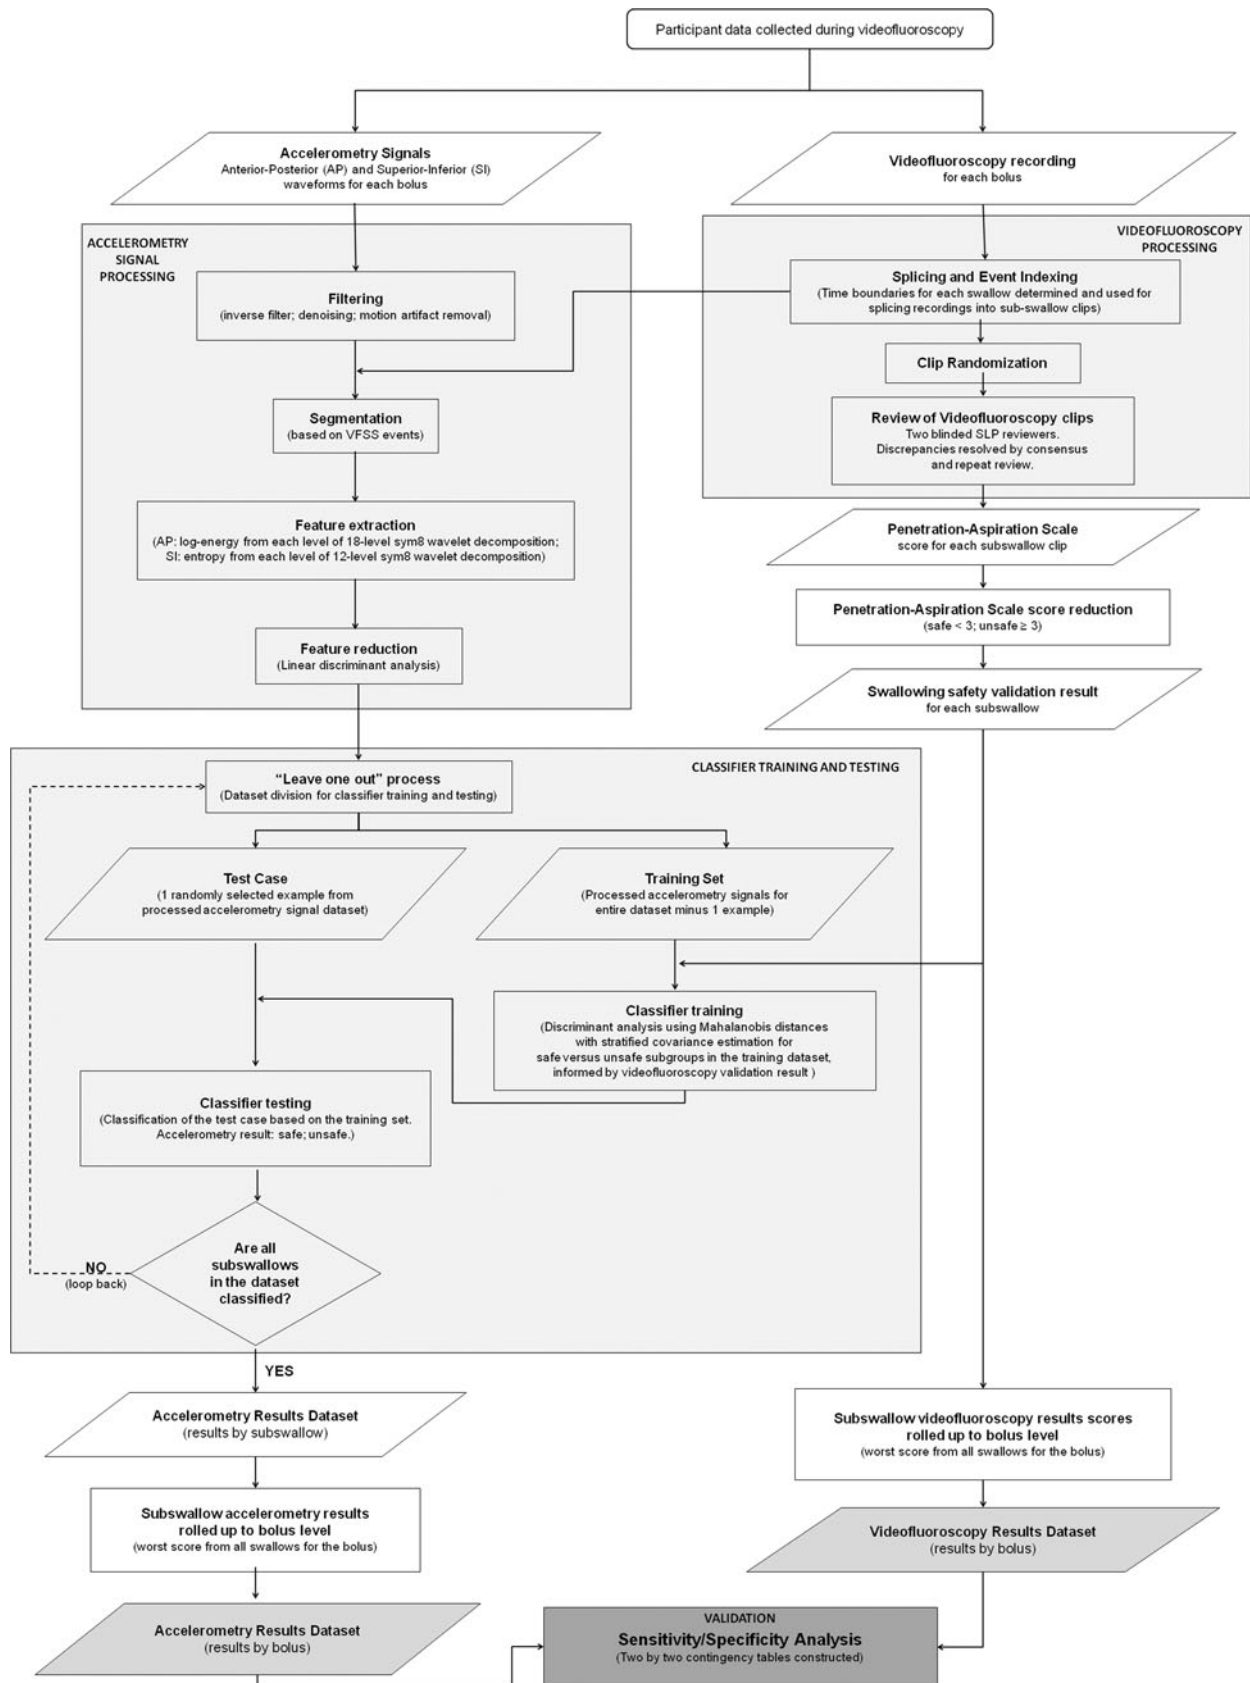 Participant data collected during videofluoroscopy
Accelerometry Signals
Anterior-Posterior (AP) and Superior-Inferior (SI)
waveforms for each bolus
Videofluoroscopy recording
for each bolus
ACCELEROMETRY
SIGNAL
PROCESSING
Filtering
(inverse filter; denoising; motion artifact removal)
Segmentation
(based on VFSS events)
Feature extraction
(AP: log-energy from each level of 18-level sym8 wavelet decomposition;
SI: entropy from each level of 12-level sym8 wavelet decomposition)
Feature reduction
(Linear discriminant analysis)
VIDEOFLUOROSCOPY
PROCESSING
Splicing and Event Indexing
(Time boundaries for each swallow determined and used for
splicing recordings into sub-swallow clips)
Clip Randomization
Review of Videofluoroscopy clips
Two blinded SLP reviewers.
Discrepancies resolved by consensus
and repeat review.
Penetration-Aspiration Scale
score for each subswallow clip
Penetration-Aspiration Scale score reduction
(safe < 3; unsafe ≥ 3)
Swallowing safety validation result
for each subswallow
CLASSIFIER TRAINING AND TESTING
“Leave one out” process
(Dataset division for classifier training and testing)
Test Case
(1 randomly selected example from
processed accelerometry signal dataset)
Training Set
(Processed accelerometry signals for
entire dataset minus 1 example)
Classifier training
(Discriminant analysis using Mahalanobis distances
with stratified covariance estimation for
safe versus unsafe subgroups in the training dataset,
informed by videofluoroscopy validation result )
Classifier testing
(Classification of the test case based on the training set.
Accelerometry result: safe; unsafe.)
Are all
subswallows
in the dataset
classified?
NO
(loop back)
YES
Accelerometry Results Dataset
(results by subswallow)
Subswallow accelerometry results
rolled up to bolus level
(worst score from all swallows for the bolus)
Accelerometry Results Dataset
(results by bolus)
Subswallow videofluoroscopy results scores
rolled up to bolus level
(worst score from all swallows for the bolus)
Videofluoroscopy Results Dataset
(results by bolus)
VALIDATION
Sensitivity/Specificity Analysis
(Two by two contingency tables constructed)